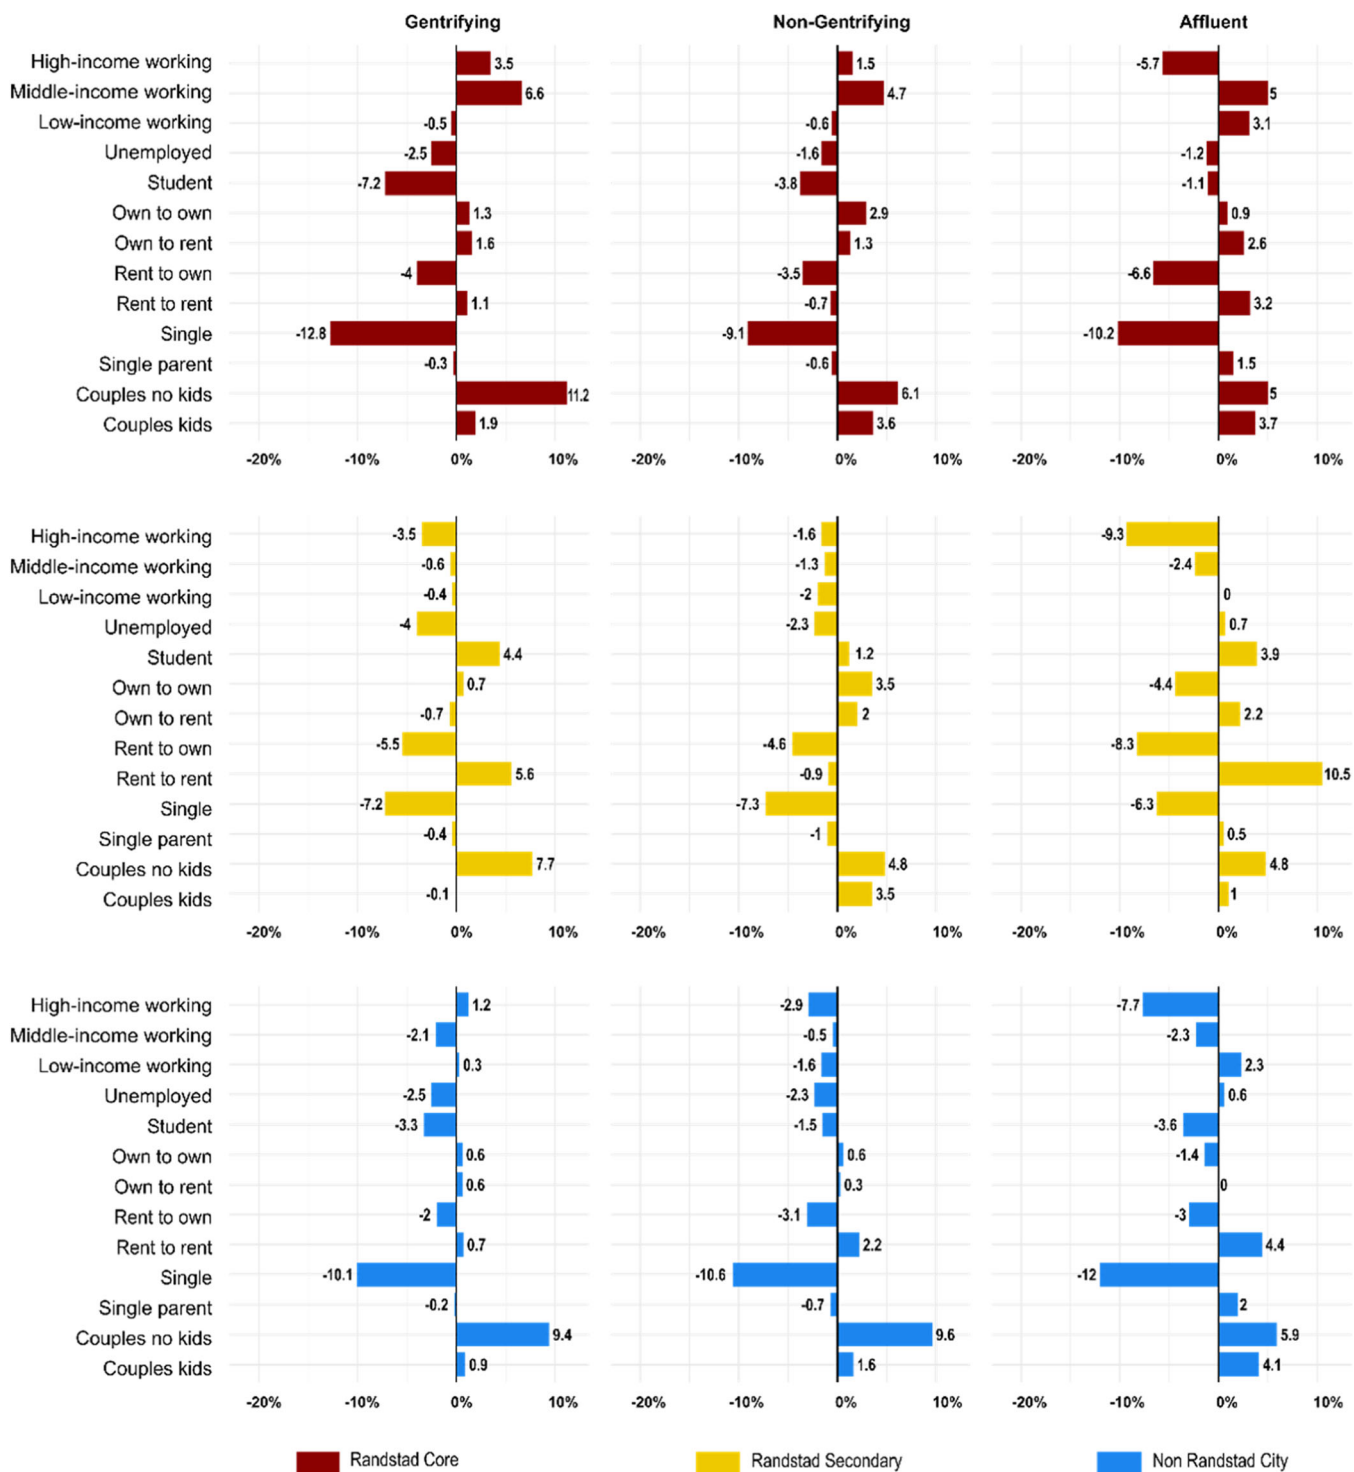 Gentrifying Non-Gentrifying Affluent
High-income working 3.5 1.5 -5.7
Middle-income working 6.6 4.7 5
Low-income working -0.5 -0.6 3.1
Unemployed -2.5 -1.6 -1.2
Student -7.2 -3.8 -1.1
Own to own 1.3 2.9 0.9
Own to rent 1.6 1.3 2.6
Rent to own -4 -3.5 -6.6
Rent to rent 1.1 -0.7 3.2
Single -12.8 -9.1 -10.2
Single parent -0.3 -0.6 1.5
Couples no kids 11.2 6.1 5
Couples kids 1.9 3.6 3.7
-20% -10% 0% 10% -20% -10% 0% 10% -20% -10% 0% 10%
High-income working -3.5 -1.6 -9.3
Middle-income working -0.6 -1.3 -2.4
Low-income working -0.4 -2 0
Unemployed -4 -2.3 0.7
Student 4.4 1.2 3.9
Own to own 0.7 3.5 -4.4
Own to rent -0.7 2 2.2
Rent to own -5.5 -4.6 -8.3
Rent to rent 5.6 -0.9 10.5
Single -7.2 -7.3 -6.3
Single parent -0.4 -1 0.5
Couples no kids 7.7 4.8 4.8
Couples kids -0.1 3.5 1
-20% -10% 0% 10% -20% -10% 0% 10% -20% -10% 0% 10%
High-income working 1.2 -2.9 -7.7
Middle-income working -2.1 -0.5 -2.3
Low-income working 0.3 -1.6 2.3
Unemployed -2.5 -2.3 0.6
Student -3.3 -1.5 -3.6
Own to own 0.6 0.6 -1.4
Own to rent 0.6 0.3 0
Rent to own -2 -3.1 -3
Rent to rent 0.7 2.2 4.4
Single -10.1 -10.6 -12
Single parent -0.2 -0.7 2
Couples no kids 9.4 9.6 5.9
Couples kids 0.9 1.6 4.1
-20% -10% 0% 10% -20% -10% 0% 10% -20% -10% 0% 10%
Randstad Core Randstad Secondary Non Randstad City